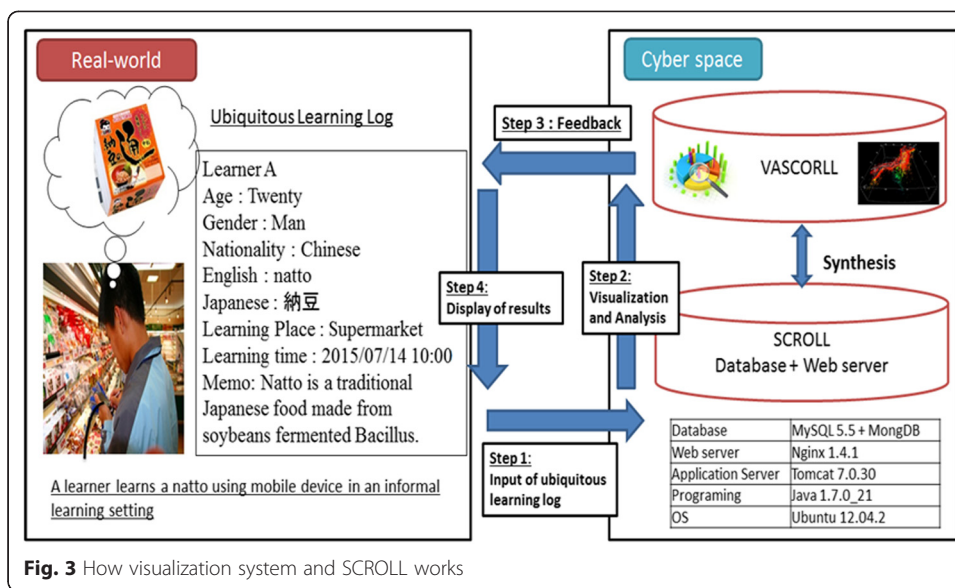 Real-world
Ubiquitous Learning Log
Learner A
Age : Twenty
Gender : Man
Nationality : Chinese
English : natto
Japanese : 納豆
Learning Place : Supermarket
Learning time : 2015/07/14 10:00
Memo: Natto is a traditional
Japanese food made from
soybeans fermented Bacillus.
A learner learns a natto using mobile device in an informal
learning setting
Step 3 : Feedback
Step 4:
Display of results
Step 2:
Visualization
and Analysis
Step 1:
Input of ubiquitous
learning log
Cyber space
VASCORLL
Synthesis
SCROLL
Database + Web server
Database MySQL 5.5 + MongDB
Web server Nginx 1.4.1
Application Server Tomcat 7.0.30
Programing Java 1.7.0_21
OS Ubuntu 12.04.2
Fig. 3 How visualization system and SCROLL works